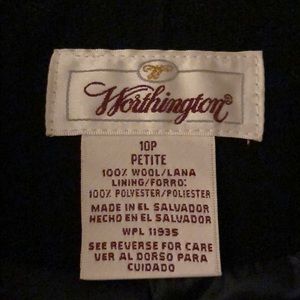 Worthington®
10P
PETITE
100% WOOL/LANA
LINING/FORRO:
100% POLYESTER/POLIESTER
MADE IN EL SALVADOR
HECHO EN EL SALVADOR
WPL 11935
SEE REVERSE FOR CARE
VER AL DORSO PARA
CUIDADO